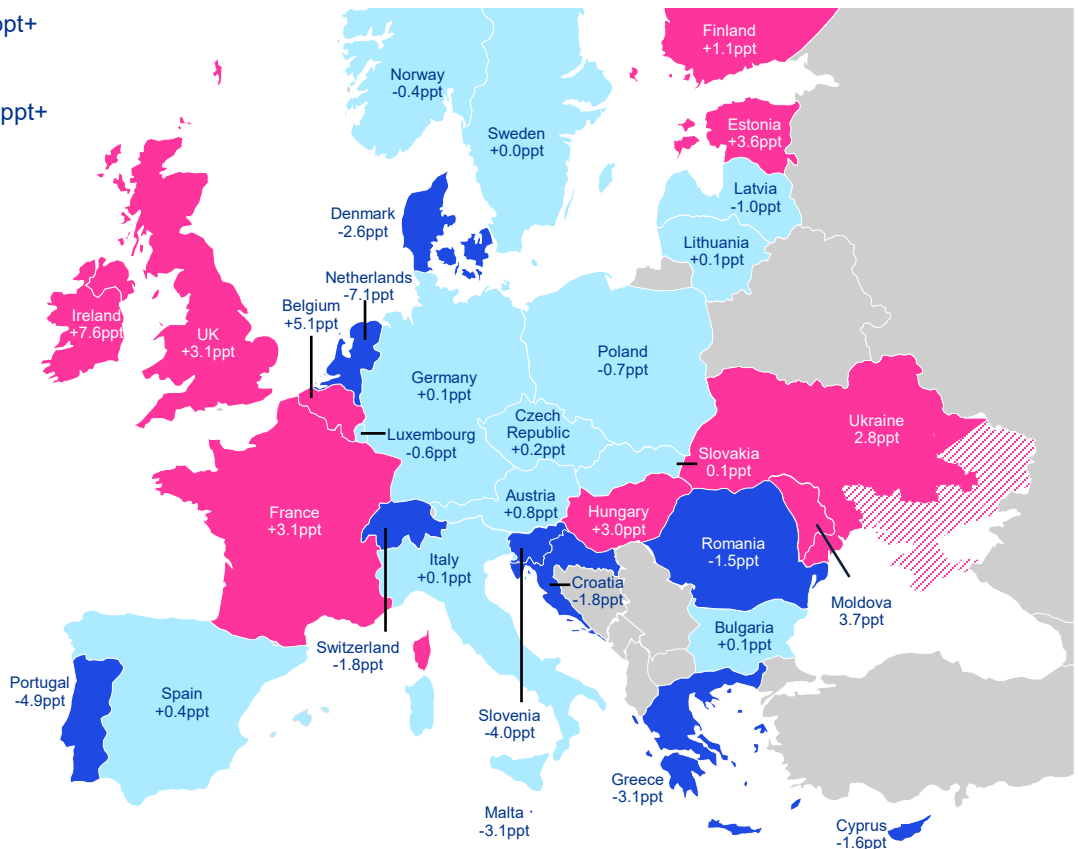 ppt+
ppt+
Finland
+1.1ppt
Norway
-0.4ppt
Sweden
+0.0ppt
Estonia
+3.6ppt
Latvia
-1.0ppt
Lithuania
+0.1ppt
Denmark
-2.6ppt
Netherlands
-7.1ppt
Belgium
+5.1ppt
Ireland
+7.6ppt
UK
+3.1ppt
Germany
+0.1ppt
Poland
-0.7ppt
Czech
Republic
+0.2ppt
Luxembourg
-0.6ppt
Ukraine
2.8ppt
Slovakia
0.1ppt
Austria
+0.8ppt
France
+3.1ppt
Hungary
+3.0ppt
Romania
-1.5ppt
Italy
+0.1ppt
Croatia
-1.8ppt
Moldova
3.7ppt
Bulgaria
+0.1ppt
Switzerland
-1.8ppt
Portugal
-4.9ppt
Spain
+0.4ppt
Slovenia
-4.0ppt
Greece
-3.1ppt
Malta
-3.1ppt
Cyprus
-1.6ppt